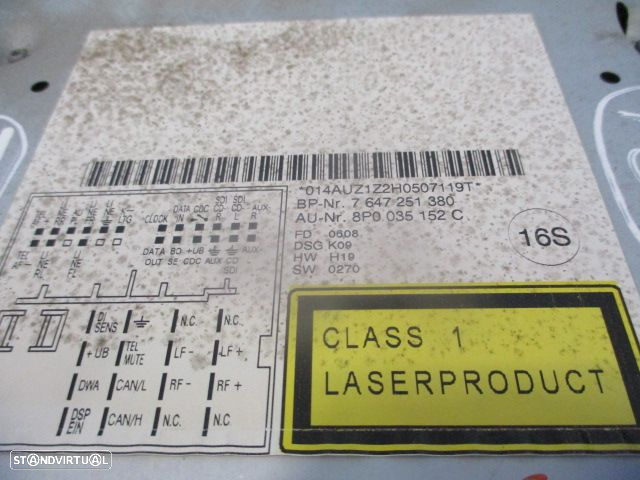 *014AUZ1Z2H0507119T*
BP-Nr. 7 647 251 380
AU-Nr. 8P0 035 152 C
FD 0608
DSG K09
HW H19
SW 0270
16S
SDI SDI
DATA CDC CD- CD- AUX-
CLOCK IN R L R
LTG.
DATA BO +UB AUX-
OUT SE CDC AUX CD
SDI
DI SENS N.C. N.C.
+UB TEL MUTE LF- LF+
DWA CAN/L RF- RF+
DSP E/N CAN/H N.C. N.C.
CLASS 1
LASERPRODUCT
STANDVIRTUAL